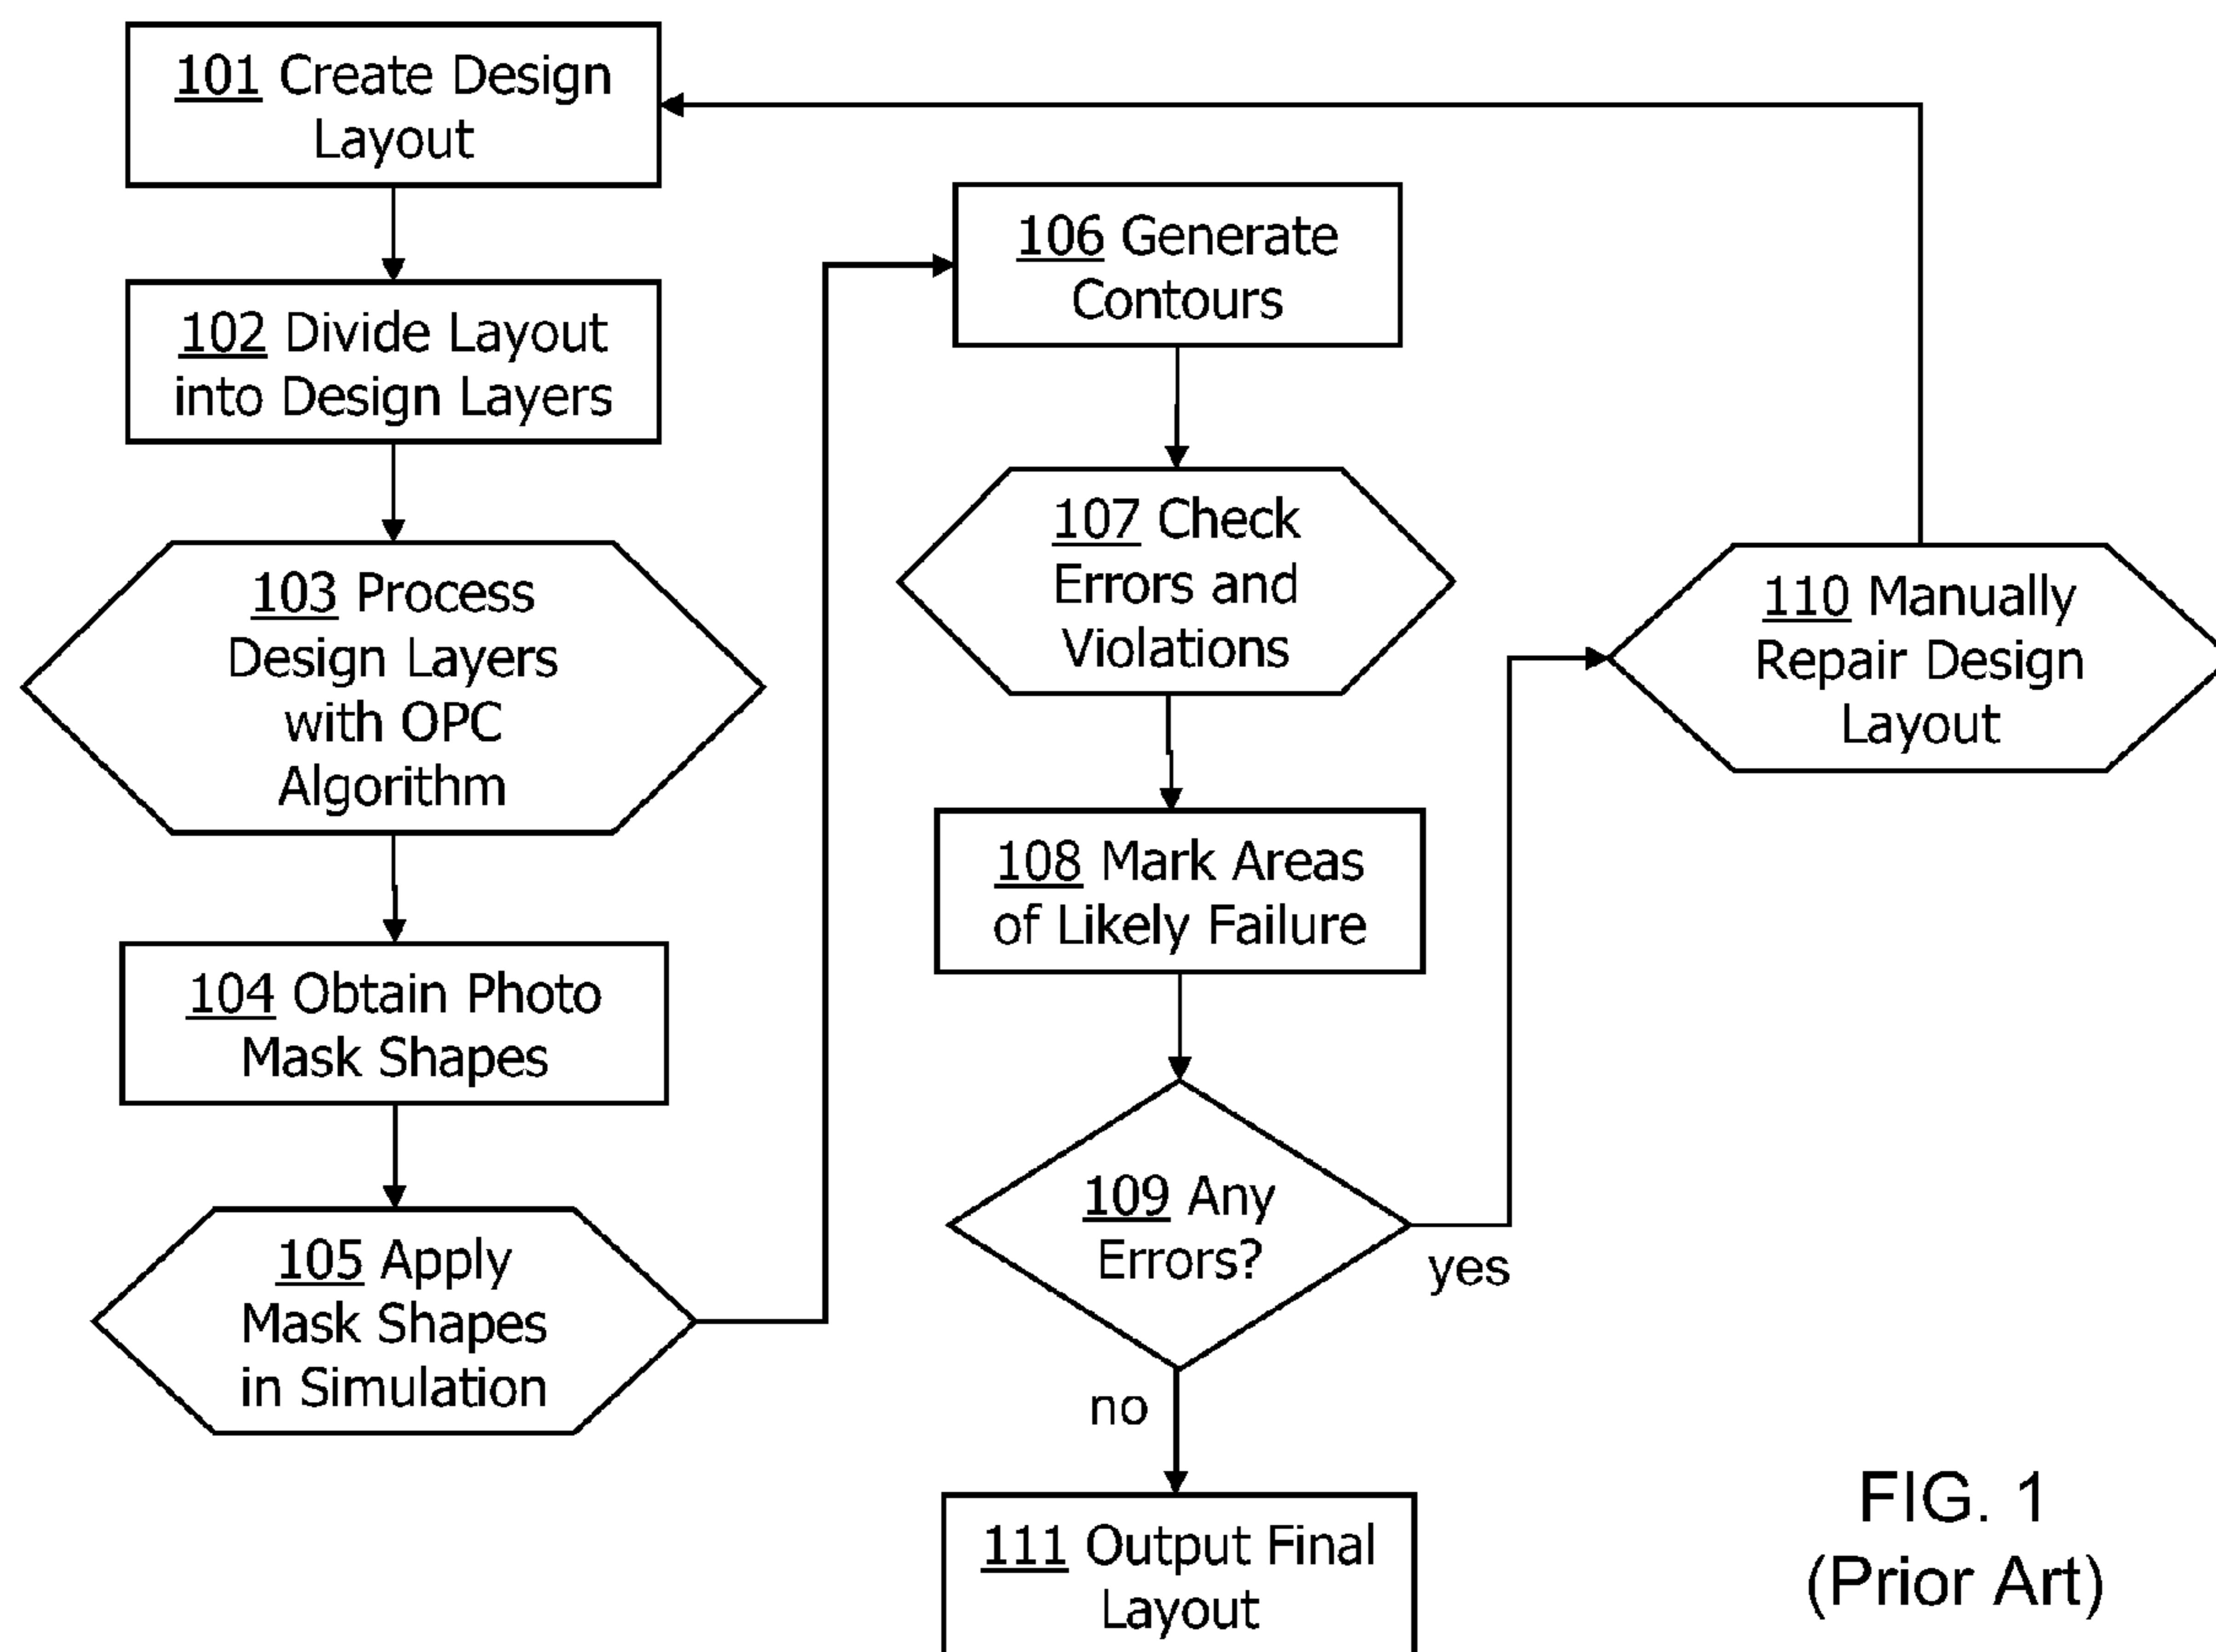 101 Create Design
Layout
102 Divide Layout
into Design Layers
103 Process
Design Layers
with OPC
Algorithm
104 Obtain Photo
Mask Shapes
105 Apply
Mask Shapes
in Simulation
106 Generate
Contours
107 Check
Errors and
Violations
108 Mark Areas
of Likely Failure
109 Any
Errors?
yes
no
110 Manually
Repair Design
Layout
111 Output Final
Layout
FIG. 1
(Prior Art)